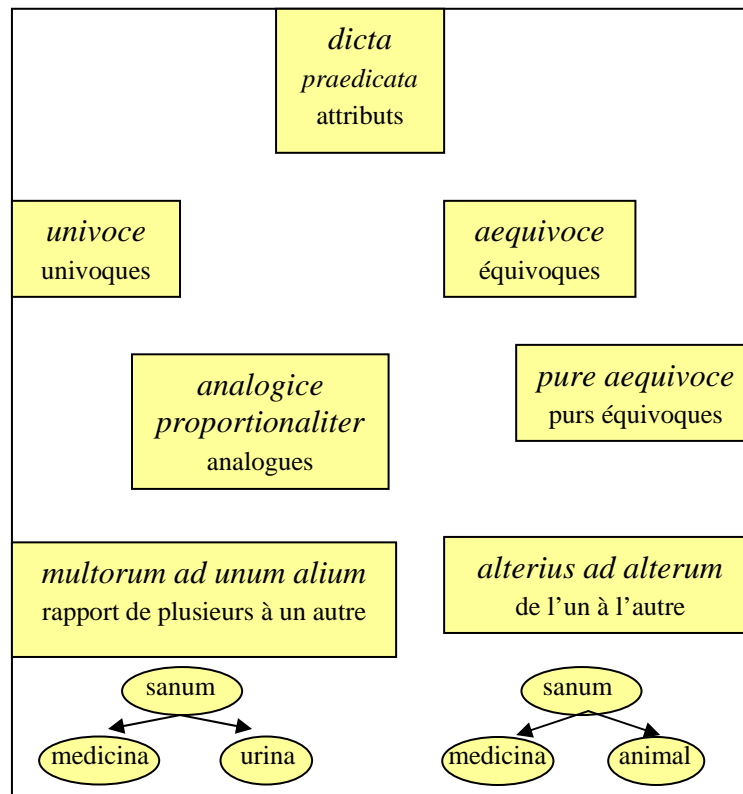 dicta
praedicata
attributs
univoce
univoques
aequivoce
équivoques
analogice
proportionaliter
analogues
pure aequivoce
purs équivoques
multorum ad unum alium
rapport de plusieurs à un autre
alterius ad alterum
de l’un à l’autre
sanum
medicina
urina
sanum
medicina
animal